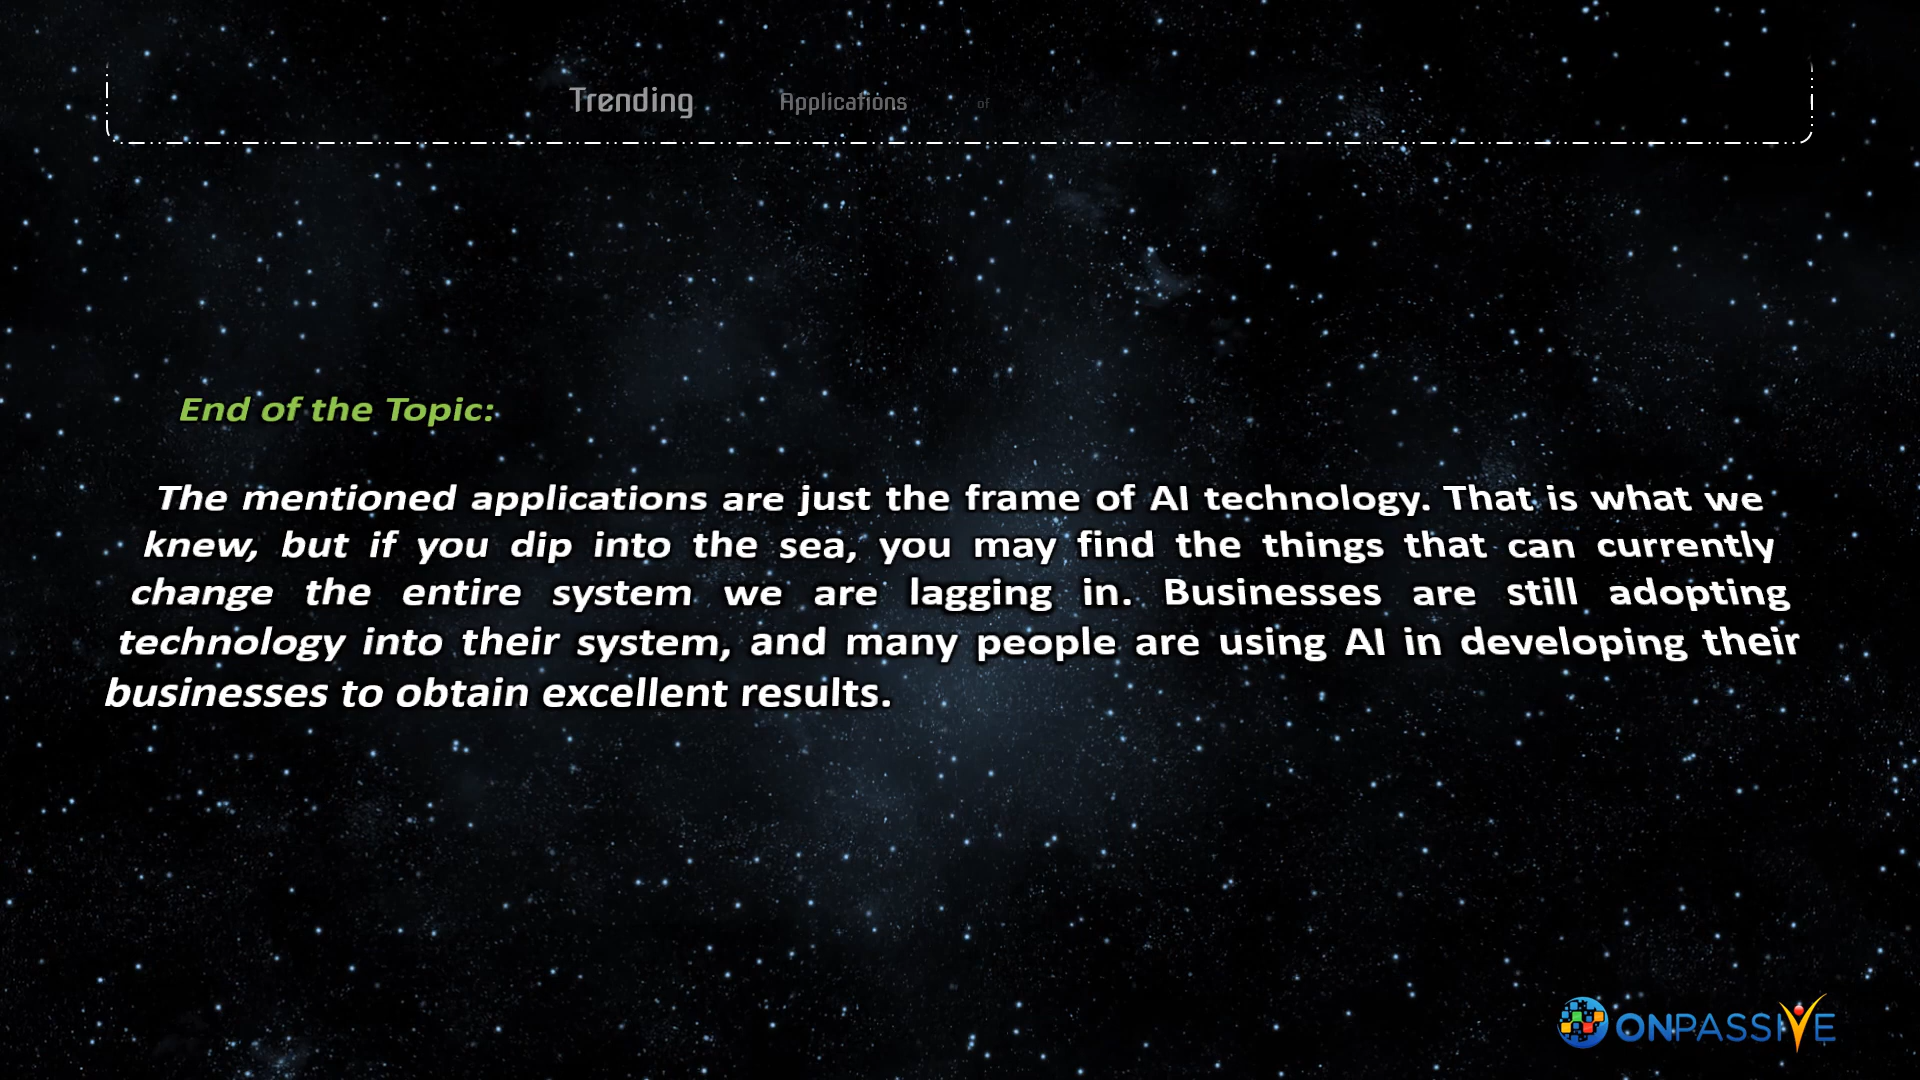 Trending Applications of
End of the Topic:
The mentioned applications are just the frame of AI technology. That is what we
knew, but if you dip into the sea, you may find the things that can currently
change the entire system we are lagging in. Businesses are still adopting
technology into their system, and many people are using AI in developing their
businesses to obtain excellent results.
ONPASSIVE